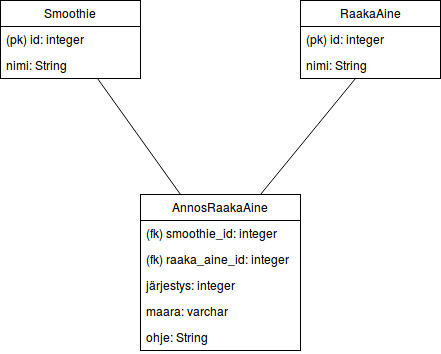 Smoothie
(pk) id: integer
nimi: String
RaakaAine
(pk) id: integer
nimi: String
AnnosRaakaAine
(fk) smoothie_id: integer
(fk) raaka_aine_id: integer
järjestys: integer
maara: varchar
ohje: String